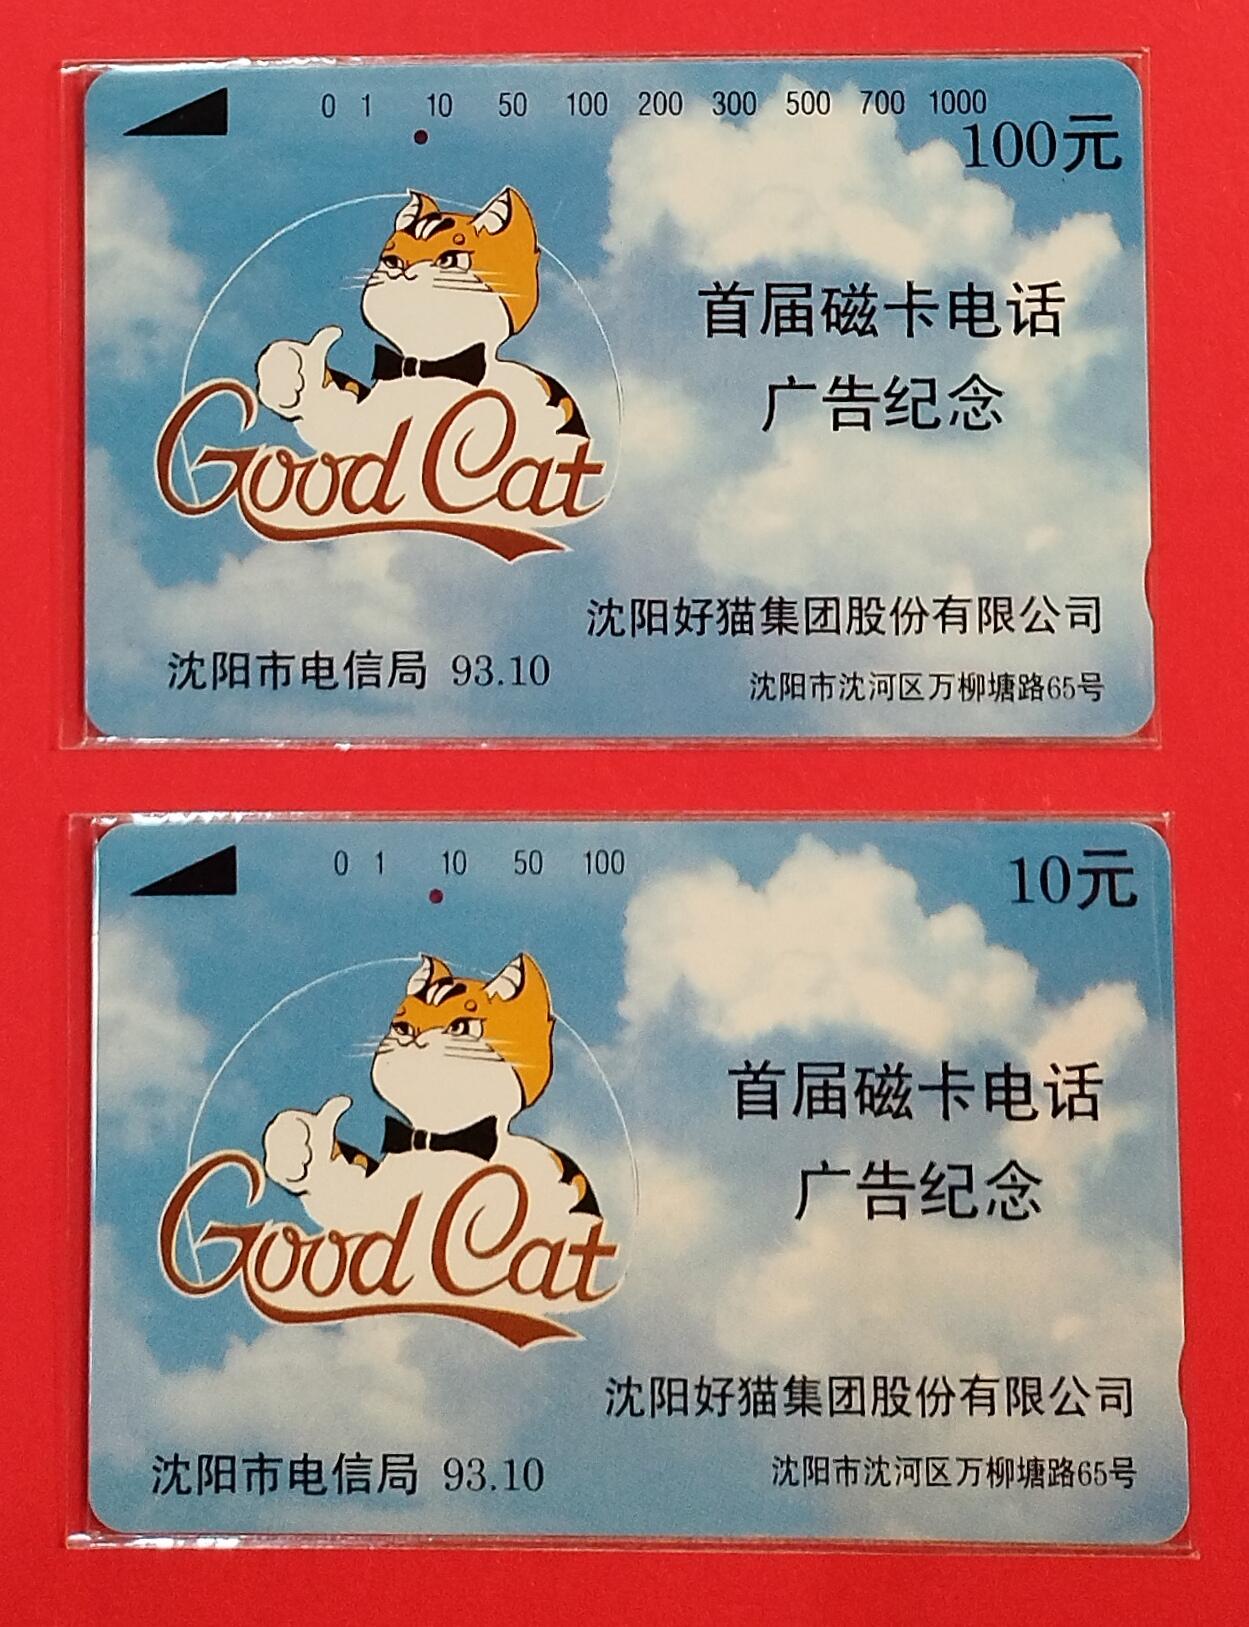 0 1 10 50 100 200 300 500 700 1000
100元
首届磁卡电话
广告纪念
Good Cat
沈阳好猫集团股份有限公司
沈阳市电信局 93.10
沈阳市沈河区万柳塘路65号
0 1 10 50 100
10元
首届磁卡电话
广告纪念
Good Cat
沈阳好猫集团股份有限公司
沈阳市电信局 93.10
沈阳市沈河区万柳塘路65号